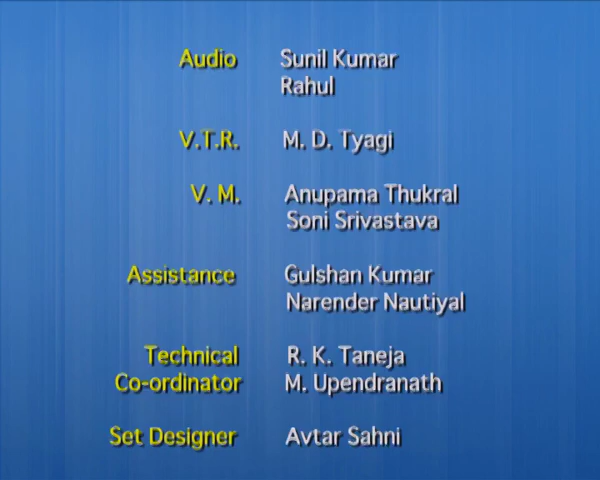 Audio Sunil Kumar
Rahul
V.T.R. M. D. Tyagi
V. M. Anupama Thukral
Soni Srivastava
Assistance Gulshan Kumar
Narender Nautiyal
Technical R. K. Taneja
Co-ordinator M. Upendranath
Set Designer Avtar Sahni